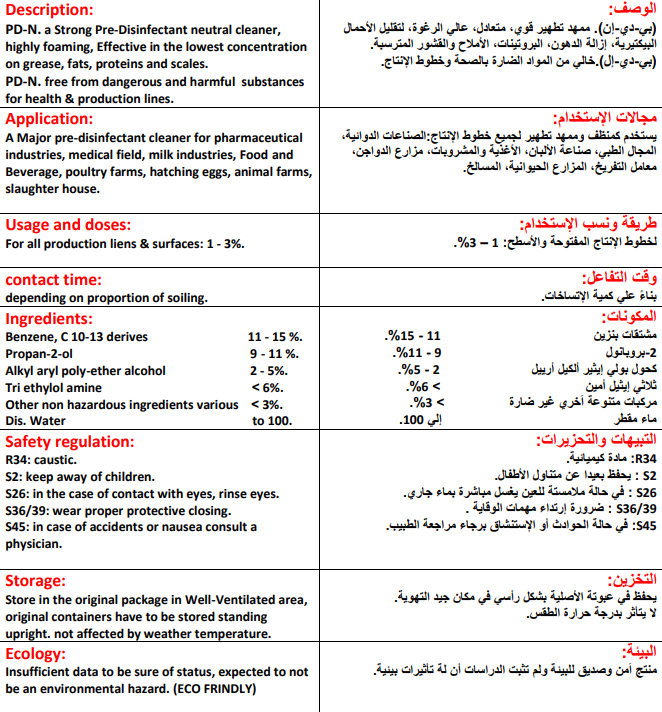 Description:
PD-N. a Strong Pre-Disinfectant neutral cleaner,
highly foaming, Effective in the lowest concentration
on grease, fats, proteins and scales.
PD-N. free from dangerous and harmful substances
for health & production lines.
الوصف:
(بي-دي-إن). ممهد تطهير قوي، متعادل، عالي الرغوة، لتقليل الأحمال
البيكتيرية، إزالة الدهون، البروتينات، الأملاح والقشور المترسبة.
(بي-دي-إل).خالي من المواد الضارة بالصحة وخطوط الإنتاج.
Application:
A Major pre-disinfectant cleaner for pharmaceutical
industries, medical field, milk industries, Food and
Beverage, poultry farms, hatching eggs, animal farms,
slaughter house.
مجالات الإستخدام:
يستخدم كمنظف وممهد تطهير لجميع خطوط الإنتاج:الصناعات الدوائية،
المجال الطبي، صناعة الألبان، الأغذية والمشروبات، مزارع الدواجن،
معامل التفريخ، المزارع الحيوانية، المسالخ.
Usage and doses:
For all production liens & surfaces: 1 - 3%.
طريقة ونسب الإستخدام:
لخطوط الإنتاج المفتوحة والأسطح: 1 – 3%.
contact time:
depending on proportion of soiling.
وقت التفاعل:
بناءً علي كمية الإتساخات.
Ingredients:
Benzene, C 10-13 derives 11 - 15 %.
Propan-2-ol 9 - 11 %.
Alkyl aryl poly-ether alcohol 2 - 5%.
Tri ethylol amine < 6%.
Other non hazardous ingredients various < 3%.
Dis. Water to 100.
المكونات:
مشتقات بنزين 11 - 15%.
2-بروبانول 9 - 11%.
كحول بولي إيثير ألكيل أرييل 2 - 5%.
ثلاثي إيثيل أمين < 6%.
مركبات متنوعة أخري غير ضارة < 3%.
ماء مقطر إلي 100.
Safety regulation:
R34: caustic.
S2: keep away of children.
S26: in the case of contact with eyes, rinse eyes.
S36/39: wear proper protective closing.
S45: in case of accidents or nausea consult a
physician.
التبيهات والتحزيرات:
R34: مادة كيميائية.
S2 : يحفظ بعيدا عن متناول الأطفال.
S26 : في حالة ملامستة للعين يغسل مباشرة بماء جاري.
S36/39 : ضرورة إرتداء مهمات الوقاية .
S45: في حالة الحوادث أو الإستنشاق برجاء مراجعة الطبيب.
Storage:
Store in the original package in Well-Ventilated area,
original containers have to be stored standing
upright. not affected by weather temperature.
التخزين:
يحفظ في عبوتة الأصلية بشكل رأسي في مكان جيد التهوية.
لا يتأثر بدرجة حرارة الطقس.
Ecology:
Insufficient data to be sure of status, expected to not
be an environmental hazard. (ECO FRINDLY)
البيئة:
منتج أمن وصديق للبيئة ولم تثبت الدراسات أن لة تأثيرات بيئية.